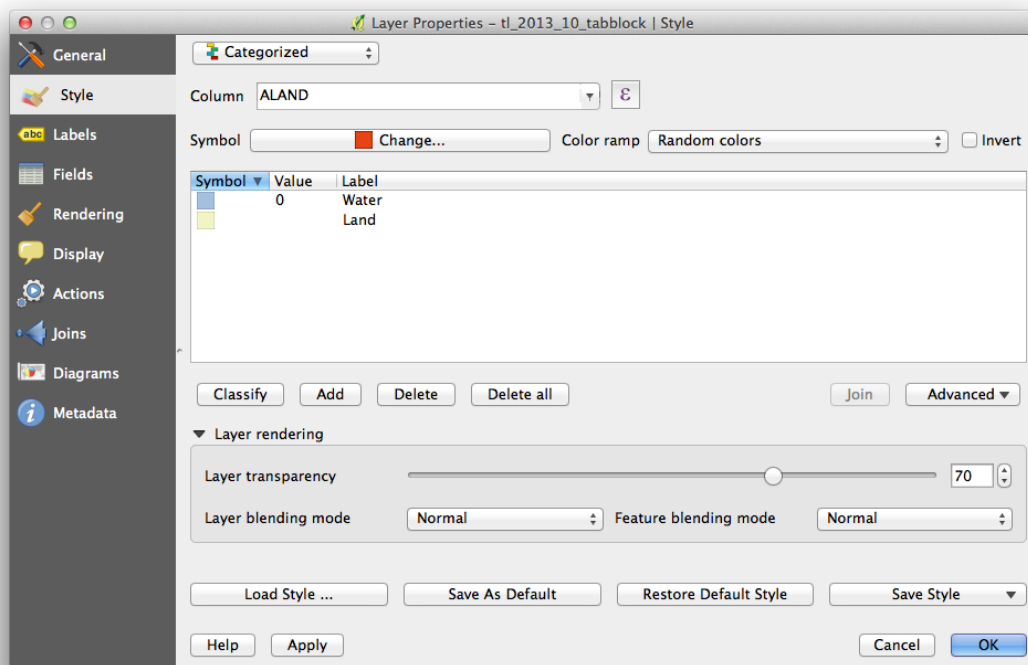 Layer Properties – tl_2013_10_tabblock | Style
General
Style
abc Labels
Fields
Rendering
Display
Actions
Joins
Diagrams
i Metadata
Categorized
Column ALAND ε
Symbol Change... Color ramp Random colors Invert
Symbol Value Label
0 Water
Land
Classify Add Delete Delete all Join Advanced
Layer rendering
Layer transparency 70
Layer blending mode Normal Feature blending mode Normal
Load Style ... Save As Default Restore Default Style Save Style
Help Apply Cancel OK